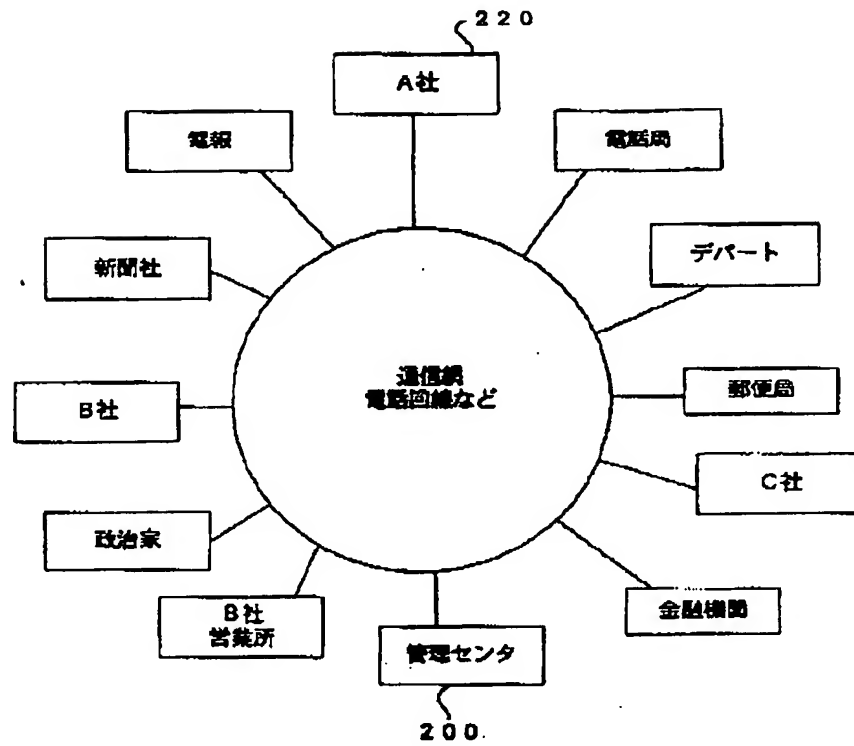 220
A社
電報
電話局
新聞社
デパート
通信網
電話回線など
B社
郵便局
C社
政治家
B社
営業所
金融機関
管理センタ
200